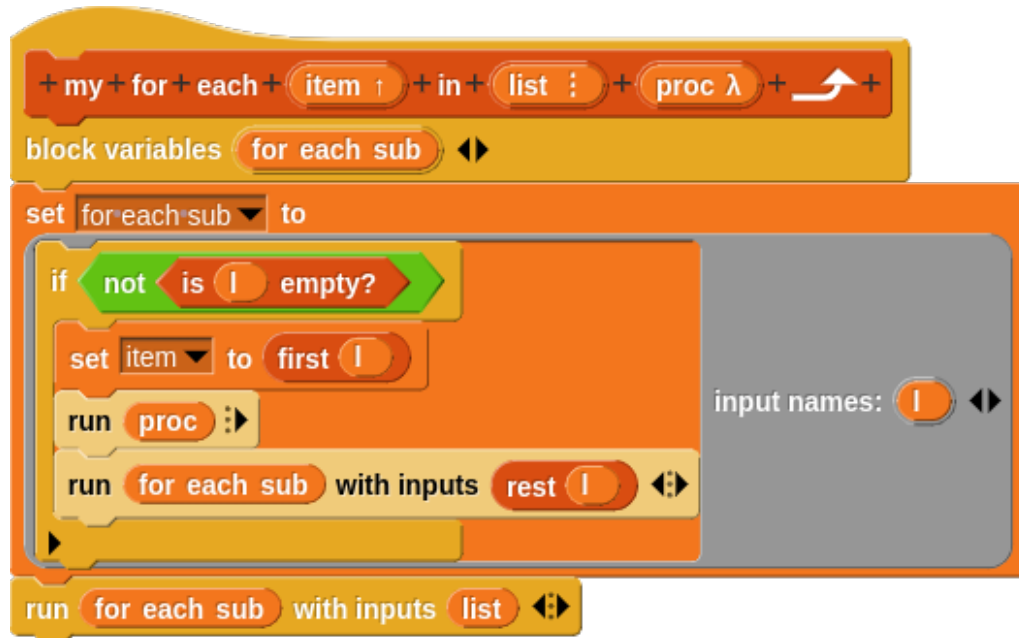 + my + for + each + item ↑ + in + list ⋮ + proc λ + +
block variables for each sub
set for·each·sub to
if not is l empty?
set item to first l
run proc
input names: l
run for each sub with inputs rest l
run for each sub with inputs list